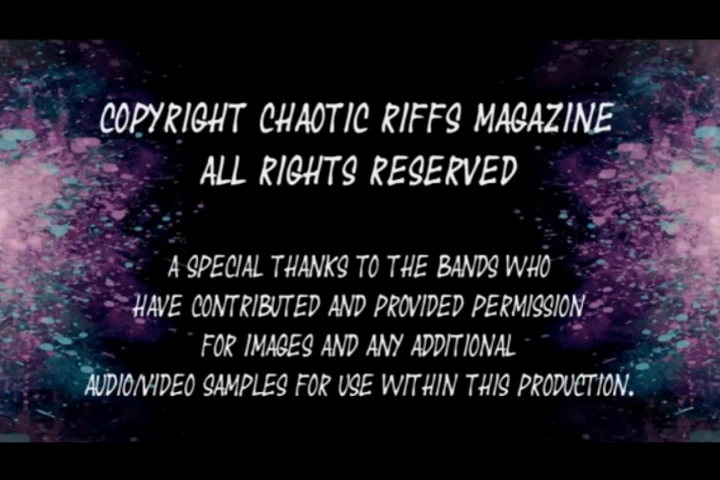 COPYRIGHT CHAOTIC RIFFS MAGAZINE
ALL RIGHTS RESERVED
A SPECIAL THANKS TO THE BANDS WHO
HAVE CONTRIBUTED AND PROVIDED PERMISSION
FOR IMAGES AND ANY ADDITIONAL
AUDIO/VIDEO SAMPLES FOR USE WITHIN THIS PRODUCTION.